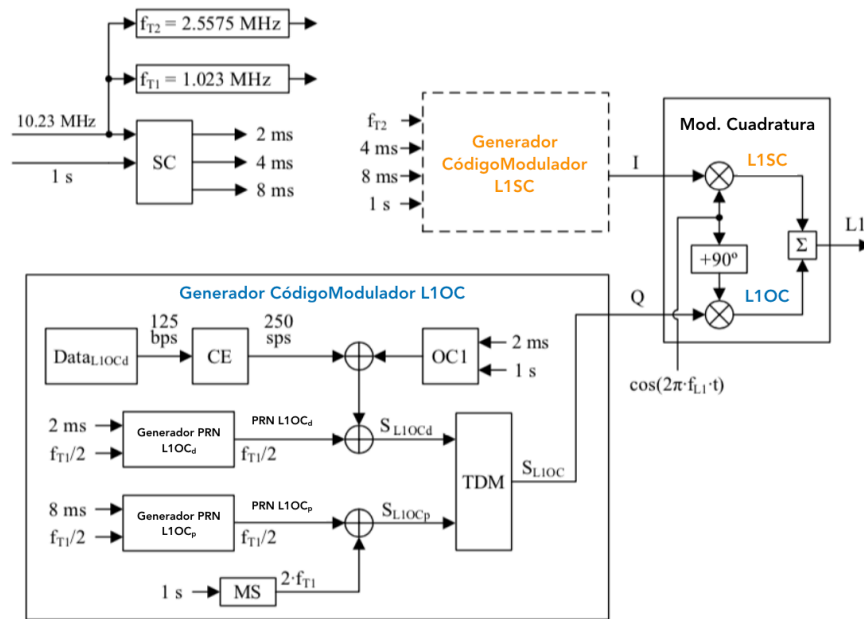 f_T2 = 2.5575 MHz
f_T1 = 1.023 MHz
10.23 MHz
1 s
SC
2 ms
4 ms
8 ms
f_T2
4 ms
8 ms
1 s
Generador
CódigoModulador
L1SC
I
Mod. Cuadratura
L1SC
+90º
Σ
L1
L1OC
Q
cos(2π·f_L1·t)
Generador CódigoModulador L1OC
Data_L1OCd
125
bps
CE
250
sps
OC1
2 ms
1 s
2 ms
f_T1/2
Generador PRN
L1OC_d
PRN L1OC_d
f_T1/2
S_L1OCd
8 ms
f_T1/2
Generador PRN
L1OC_p
PRN L1OC_p
f_T1/2
S_L1OCp
TDM
S_L1OC
1 s
MS
2·f_T1